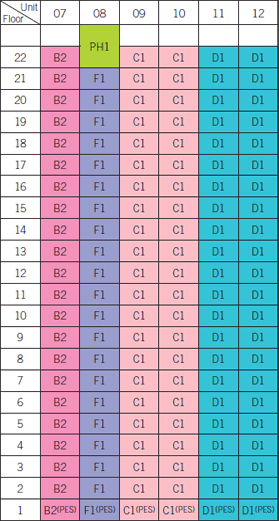 Unit 07 08 09 10 11 12
Floor
PH1
22 B2 C1 C1 D1 D1
21 B2 F1 C1 C1 D1 D1
20 B2 F1 C1 C1 D1 D1
19 B2 F1 C1 C1 D1 D1
18 B2 F1 C1 C1 D1 D1
17 B2 F1 C1 C1 D1 D1
16 B2 F1 C1 C1 D1 D1
15 B2 F1 C1 C1 D1 D1
14 B2 F1 C1 C1 D1 D1
13 B2 F1 C1 C1 D1 D1
12 B2 F1 C1 C1 D1 D1
11 B2 F1 C1 C1 D1 D1
10 B2 F1 C1 C1 D1 D1
9 B2 F1 C1 C1 D1 D1
8 B2 F1 C1 C1 D1 D1
7 B2 F1 C1 C1 D1 D1
6 B2 F1 C1 C1 D1 D1
5 B2 F1 C1 C1 D1 D1
4 B2 F1 C1 C1 D1 D1
3 B2 F1 C1 C1 D1 D1
2 B2 F1 C1 C1 D1 D1
1 B2(PES) F1(PES) C1(PES) C1(PES) D1(PES) D1(PES)